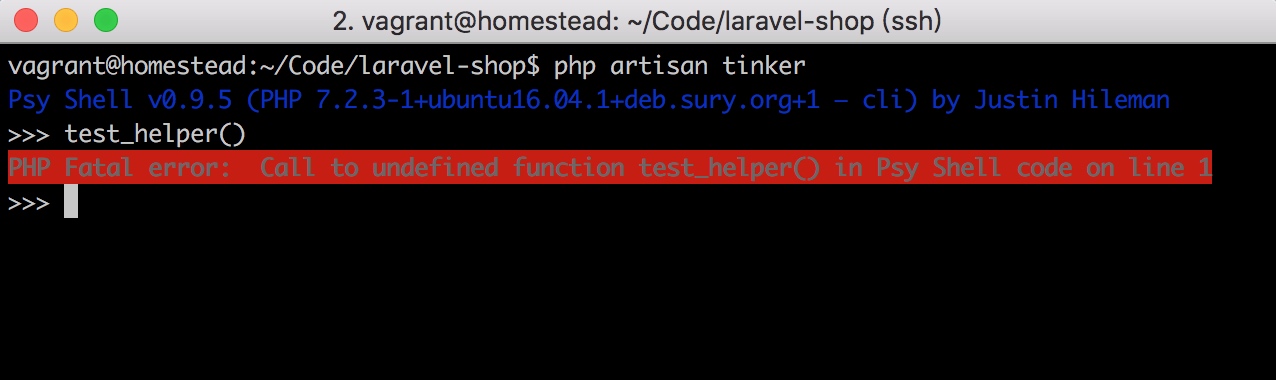 2. vagrant@homestead: ~/Code/laravel-shop (ssh)
vagrant@homestead:~/Code/laravel-shop$ php artisan tinker
Psy Shell v0.9.5 (PHP 7.2.3-1+ubuntu16.04.1+deb.sury.org+1 — cli) by Justin Hileman
>>> test_helper()
PHP Fatal error:  Call to undefined function test_helper() in Psy Shell code on line 1
>>>